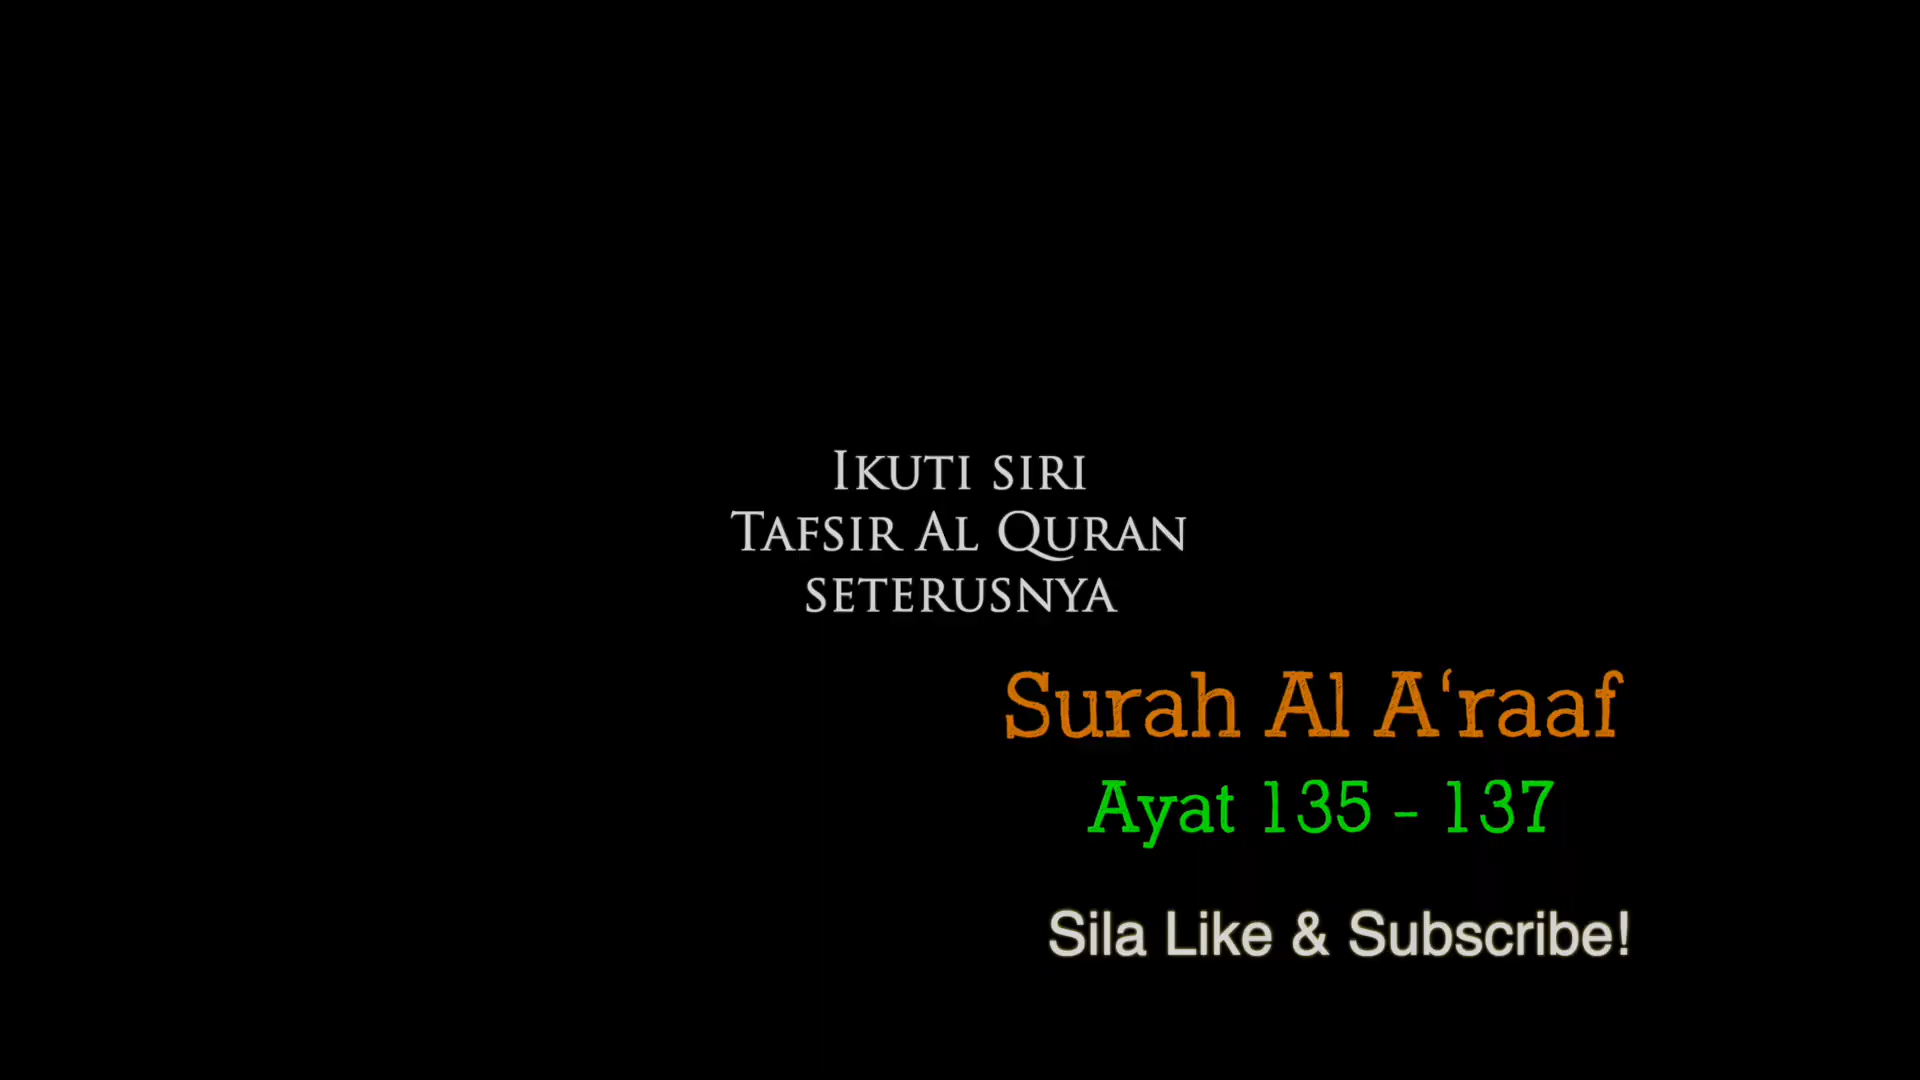 Ikuti siri
Tafsir Al Quran
seterusnya
Surah Al A‘raaf
Ayat 135 - 137
Sila Like & Subscribe!